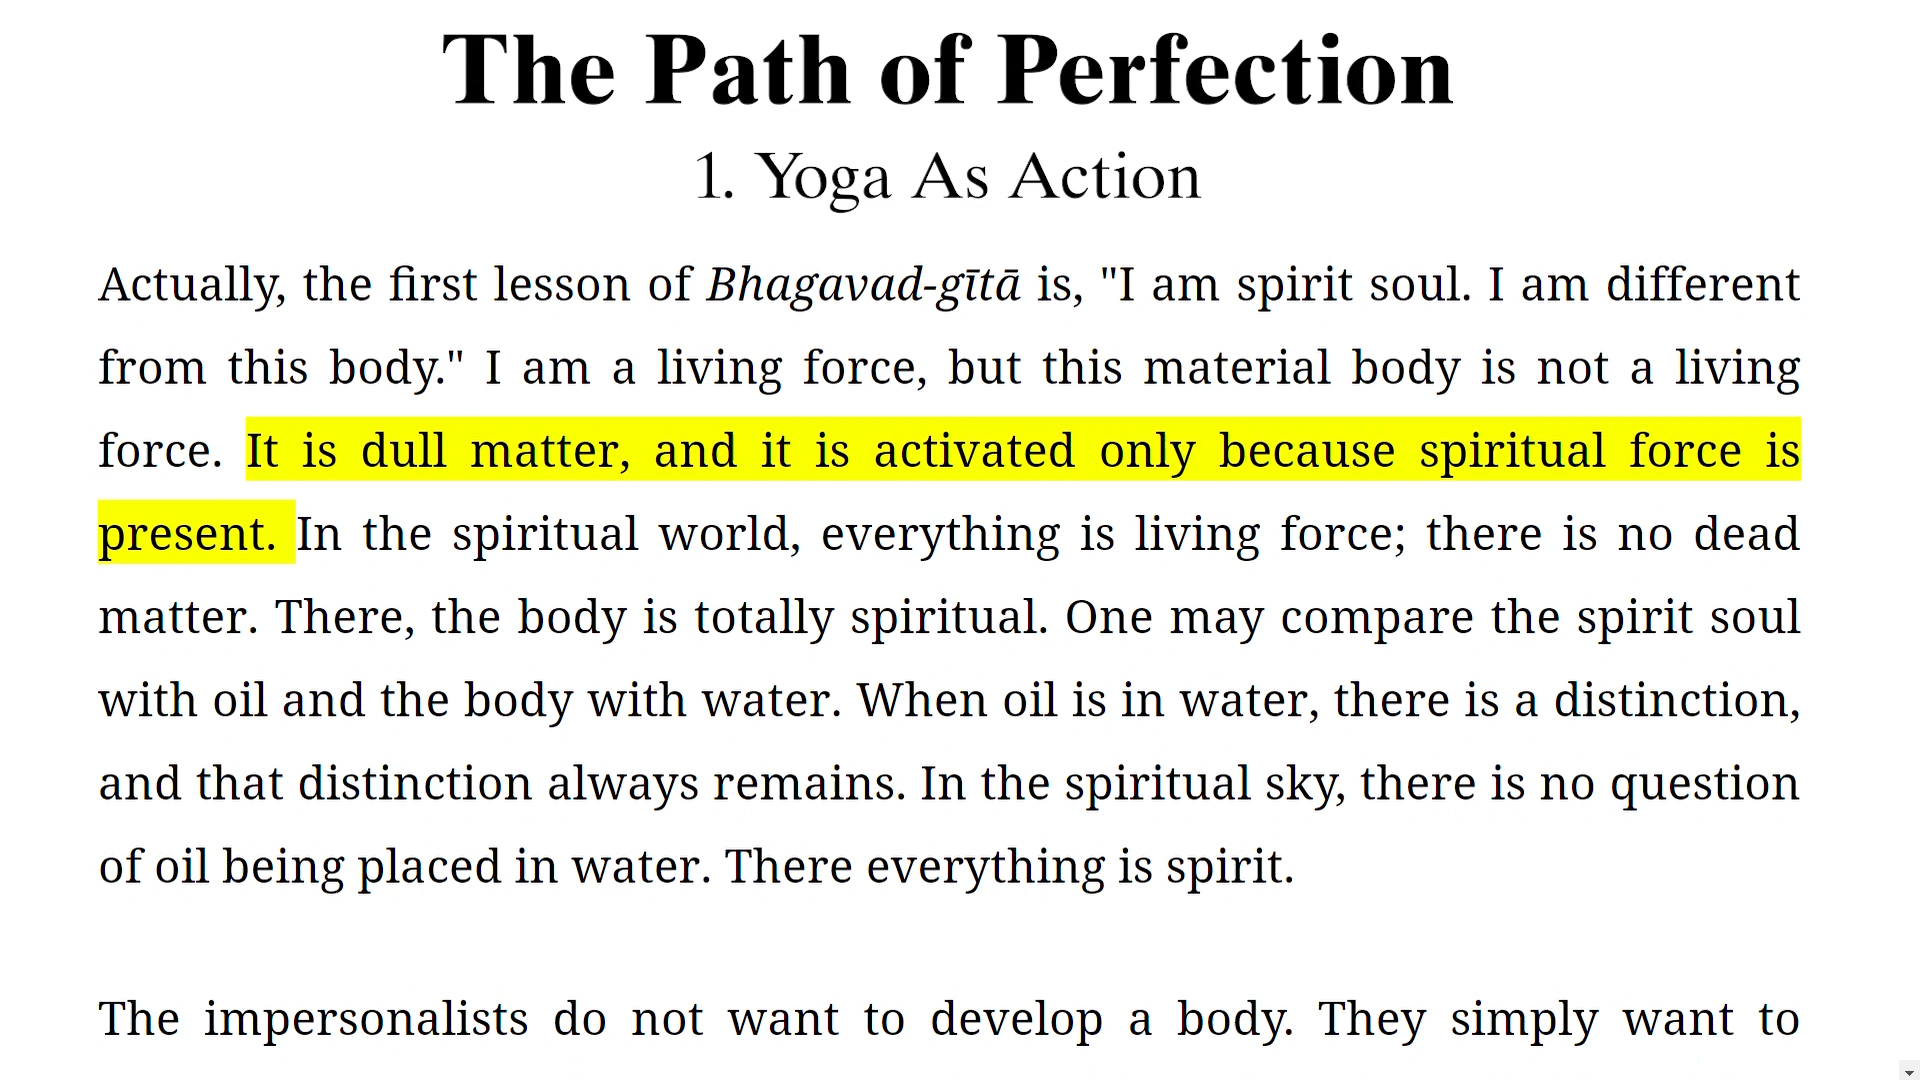 The Path of Perfection
1. Yoga As Action
Actually, the first lesson of Bhagavad-gītā is, "I am spirit soul. I am different
from this body." I am a living force, but this material body is not a living
force. It is dull matter, and it is activated only because spiritual force is
present. In the spiritual world, everything is living force; there is no dead
matter. There, the body is totally spiritual. One may compare the spirit soul
with oil and the body with water. When oil is in water, there is a distinction,
and that distinction always remains. In the spiritual sky, there is no question
of oil being placed in water. There everything is spirit.
The impersonalists do not want to develop a body. They simply want to